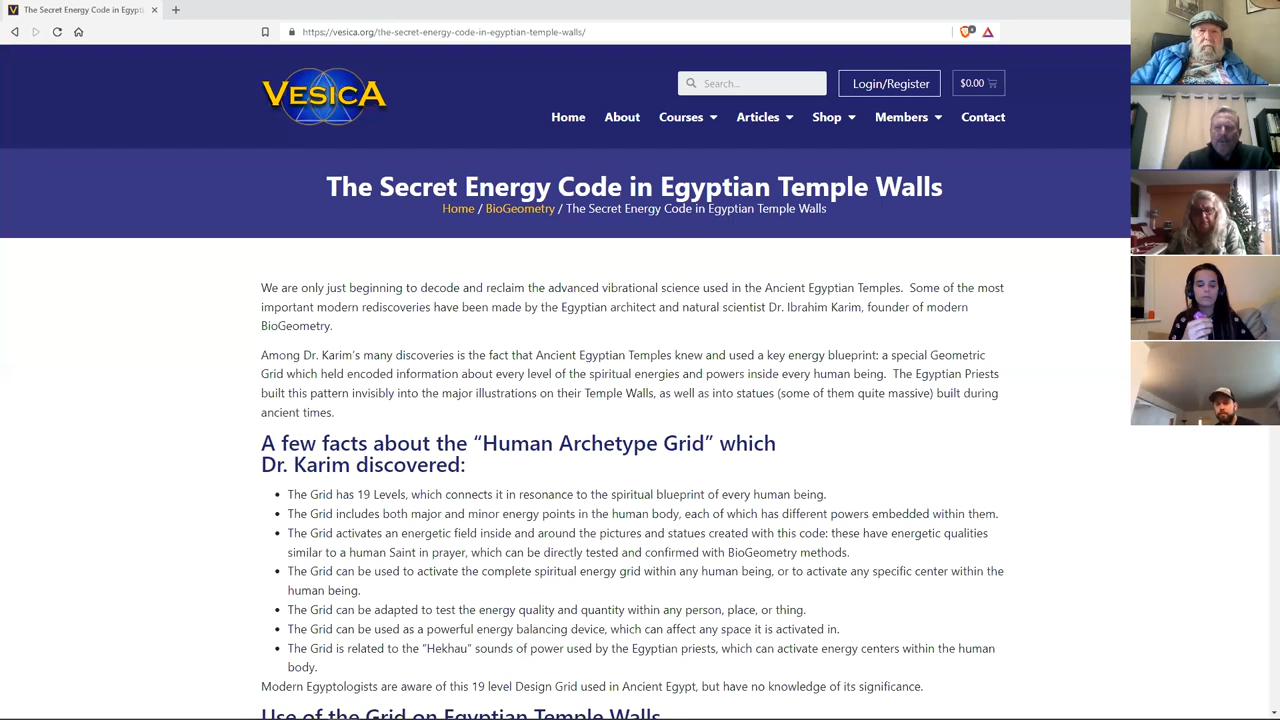 The Secret Energy Code in Egypti
https://vesica.org/the-secret-energy-code-in-egyptian-temple-walls/
VESICA
Search...
Login/Register
$0.00
Home
About
Courses
Articles
Shop
Members
Contact
The Secret Energy Code in Egyptian Temple Walls
Home / BioGeometry / The Secret Energy Code in Egyptian Temple Walls
We are only just beginning to decode and reclaim the advanced vibrational science used in the Ancient Egyptian Temples. Some of the most
important modern rediscoveries have been made by the Egyptian architect and natural scientist Dr. Ibrahim Karim, founder of modern
BioGeometry.
Among Dr. Karim's many discoveries is the fact that Ancient Egyptian Temples knew and used a key energy blueprint: a special Geometric
Grid which held encoded information about every level of the spiritual energies and powers inside every human being. The Egyptian Priests
built this pattern invisibly into the major illustrations on their Temple Walls, as well as into statues (some of them quite massive) built during
ancient times.
A few facts about the “Human Archetype Grid” which
Dr. Karim discovered:
• The Grid has 19 Levels, which connects it in resonance to the spiritual blueprint of every human being.
• The Grid includes both major and minor energy points in the human body, each of which has different powers embedded within them.
• The Grid activates an energetic field inside and around the pictures and statues created with this code: these have energetic qualities
similar to a human Saint in prayer, which can be directly tested and confirmed with BioGeometry methods.
• The Grid can be used to activate the complete spiritual energy grid within any human being, or to activate any specific center within the
human being.
• The Grid can be adapted to test the energy quality and quantity within any person, place, or thing.
• The Grid can be used as a powerful energy balancing device, which can affect any space it is activated in.
• The Grid is related to the “Hekhau” sounds of power used by the Egyptian priests, which can activate energy centers within the human
body.
Modern Egyptologists are aware of this 19 level Design Grid used in Ancient Egypt, but have no knowledge of its significance.
Use of the Grid on Egyptian Temple Walls